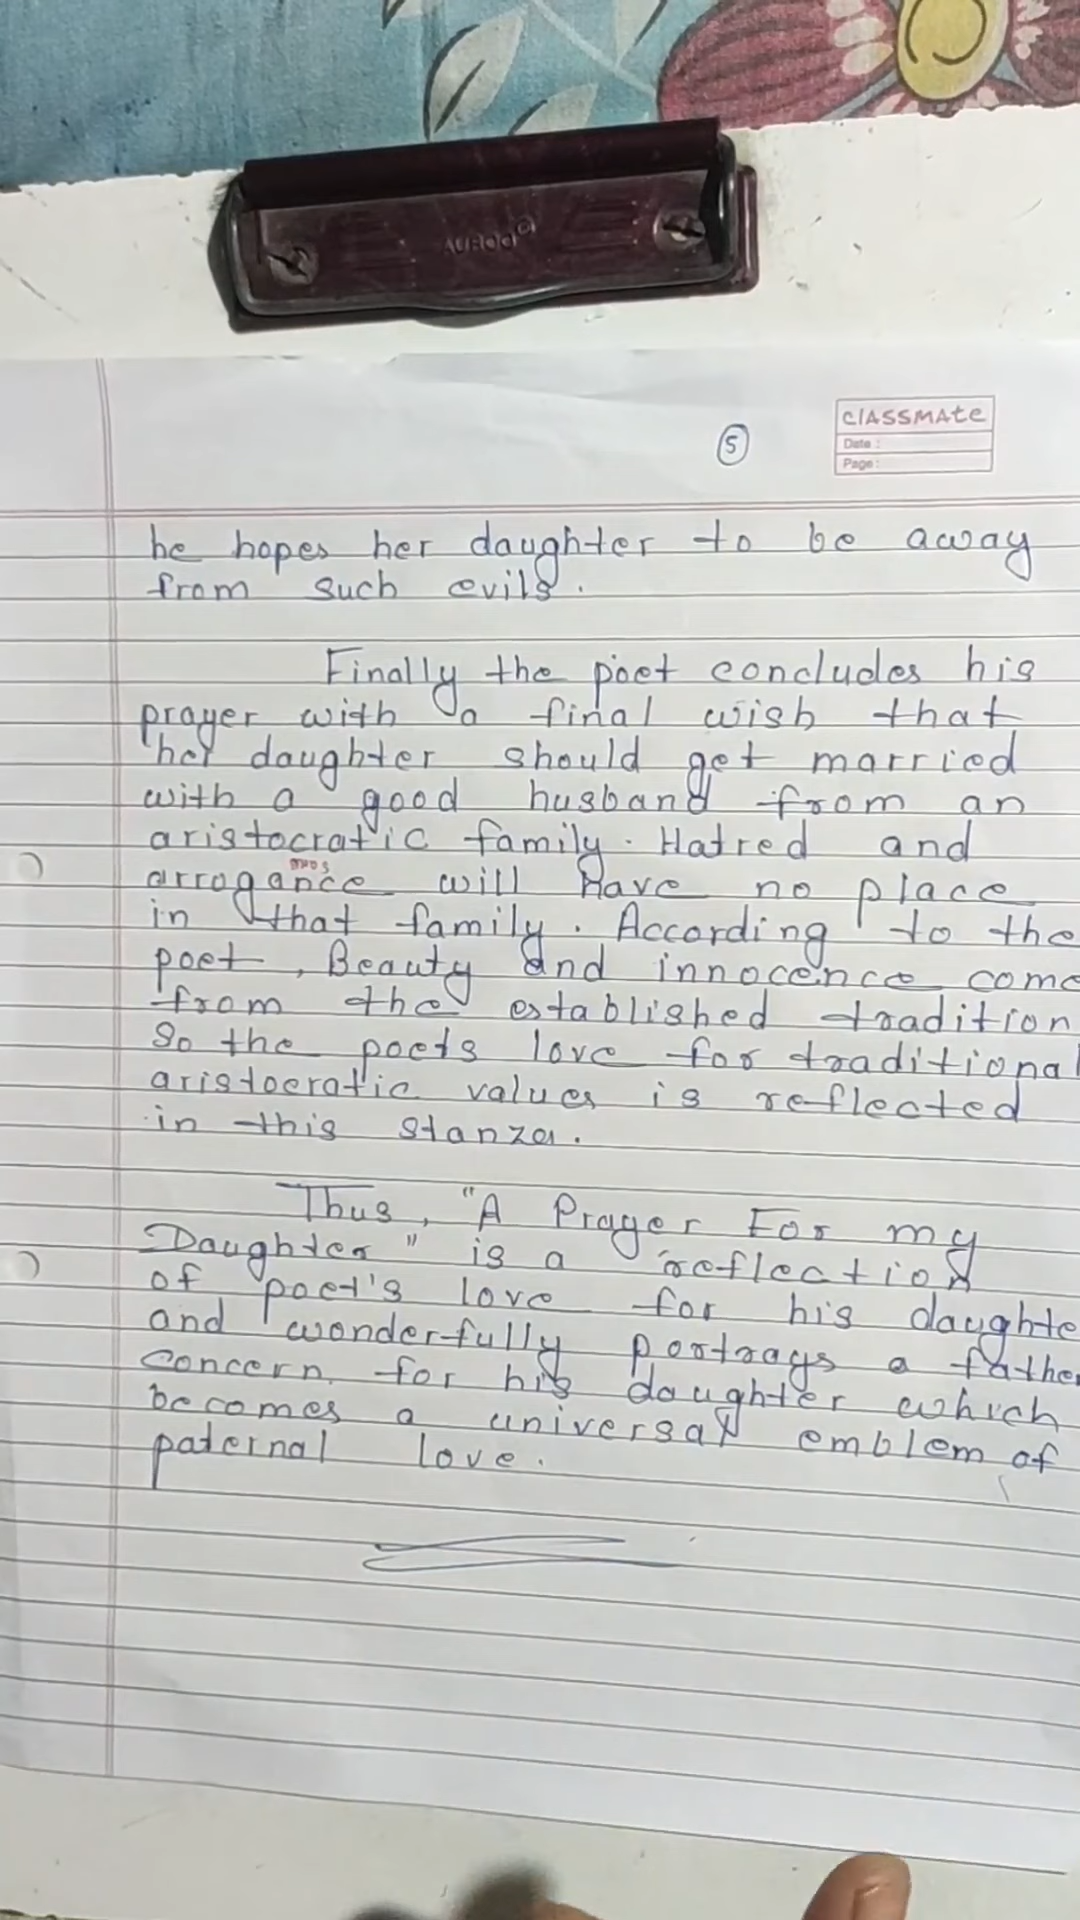 AUROO
5
CLASSMATE
Date :
Page :
he hopes her daughter to be away
from such evils.
Finally the poet concludes his
prayer with a final wish that
her daughter should get married
with a good husband from an
aristocratic family. Hatred and
arrogance will have no place
in that family. According to the
poet, Beauty and innocence come
from the established tradition
So the poets love for traditional
aristocratic values is reflected
in this stanza.
Thus, "A Prayer For my
Daughter" is a reflection
of poet's love for his daughte
and wonderfully portrays a father
concern for his daughter which
becomes a universal emblem of
paternal love.